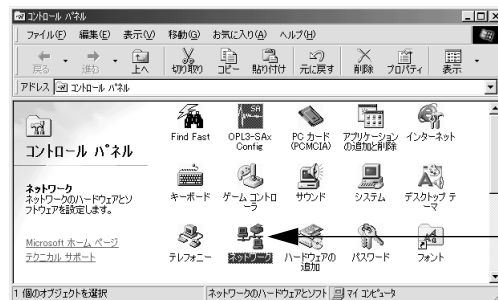 コントロール パネル
ファイル(F) 編集(E) 表示(V) 移動(G) お気に入り(A) ヘルプ(H)
戻る 進む 上へ 切り取り コピー 貼り付け 元に戻す 削除 プロパティ 表示
アドレス コントロール パネル
コントロール パネル
ネットワーク
ネットワークのハードウェアとソ
フトウェアを設定します。
Microsoft ホーム ページ
テクニカル サポート
Find Fast
OPL3-SAx
Config
PC カード
(PCMCIA)
アプリケーション
の追加と削除
インターネット
キーボード
ゲーム コントロ
ーラ
サウンド
システム
デスクトップ テ
ーマ
テレフォニー
ネットワーク
ハードウェアの
追加
パスワード
フォント
1 個のオブジェクトを選択 ネットワークのハードウェアとソフト マイ コンピュータ